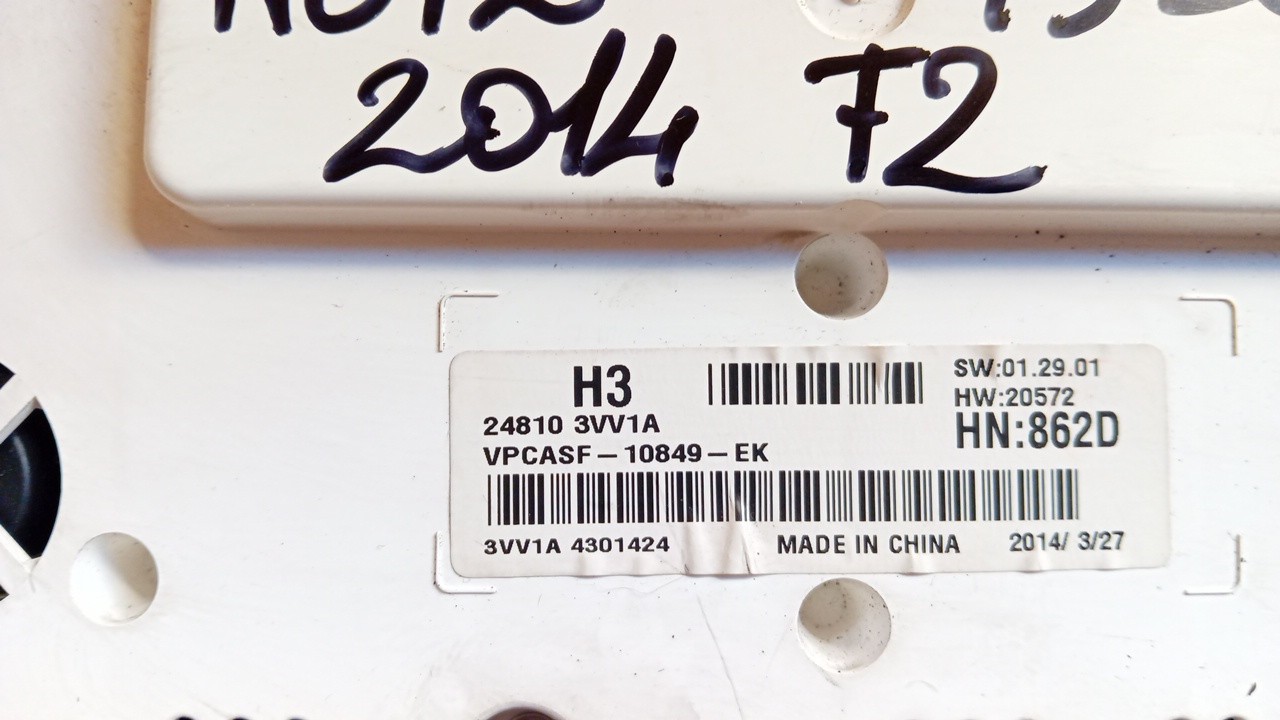 2014 F2
H3
24810 3VV1A
VPCASF-10849-EK
SW:01.29.01
HW:20572
HN:862D
3VV1A 4301424 MADE IN CHINA 2014/ 3/27